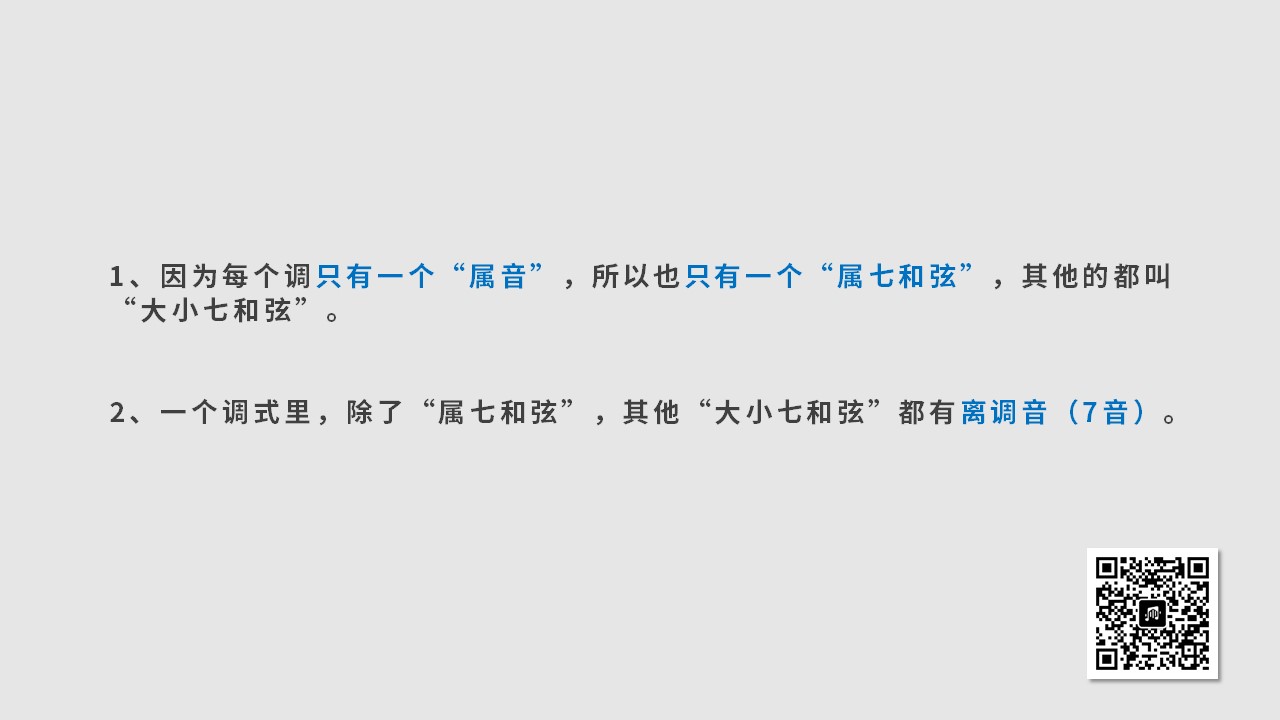 1、因为每个调只有一个“属音”，所以也只有一个“属七和弦”，其他的都叫
“大小七和弦”。
2、一个调式里，除了“属七和弦”，其他“大小七和弦”都有离调音（7音）。